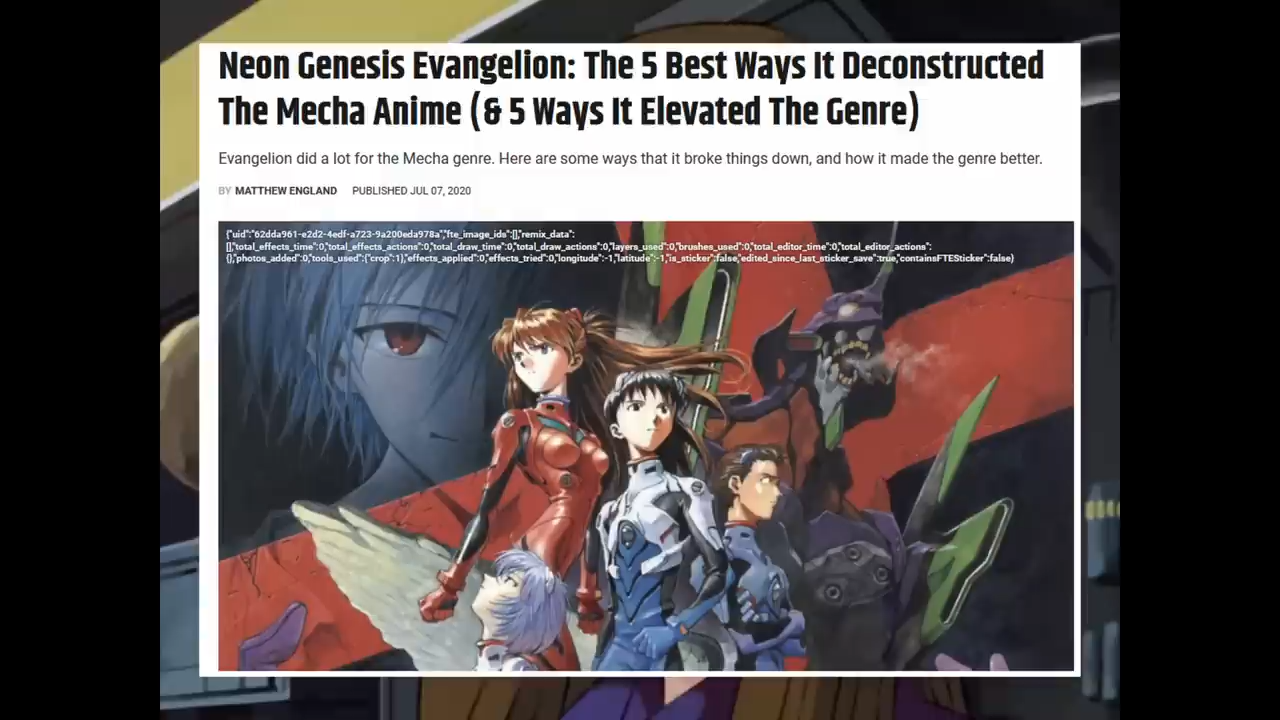 Neon Genesis Evangelion: The 5 Best Ways It Deconstructed
The Mecha Anime (& 5 Ways It Elevated The Genre)
Evangelion did a lot for the Mecha genre. Here are some ways that it broke things down, and how it made the genre better.
BY MATTHEW ENGLAND PUBLISHED JUL 07, 2020
{"uid":"62dda961-e2d2-4edf-a723-9a200eda978a","fte_image_ids":[],"remix_data":
[],"total_effects_time":0,"total_effects_actions":0,"total_draw_time":0,"total_draw_actions":0,"layers_used":0,"brushes_used":0,"total_editor_time":0,"total_editor_actions":
{},"photos_added":0,"tools_used":{"crop":1},"effects_applied":0,"effects_tried":0,"longitude":-1,"latitude":-1,"is_sticker":false,"edited_since_last_sticker_save":true,"containsFTESticker":false}